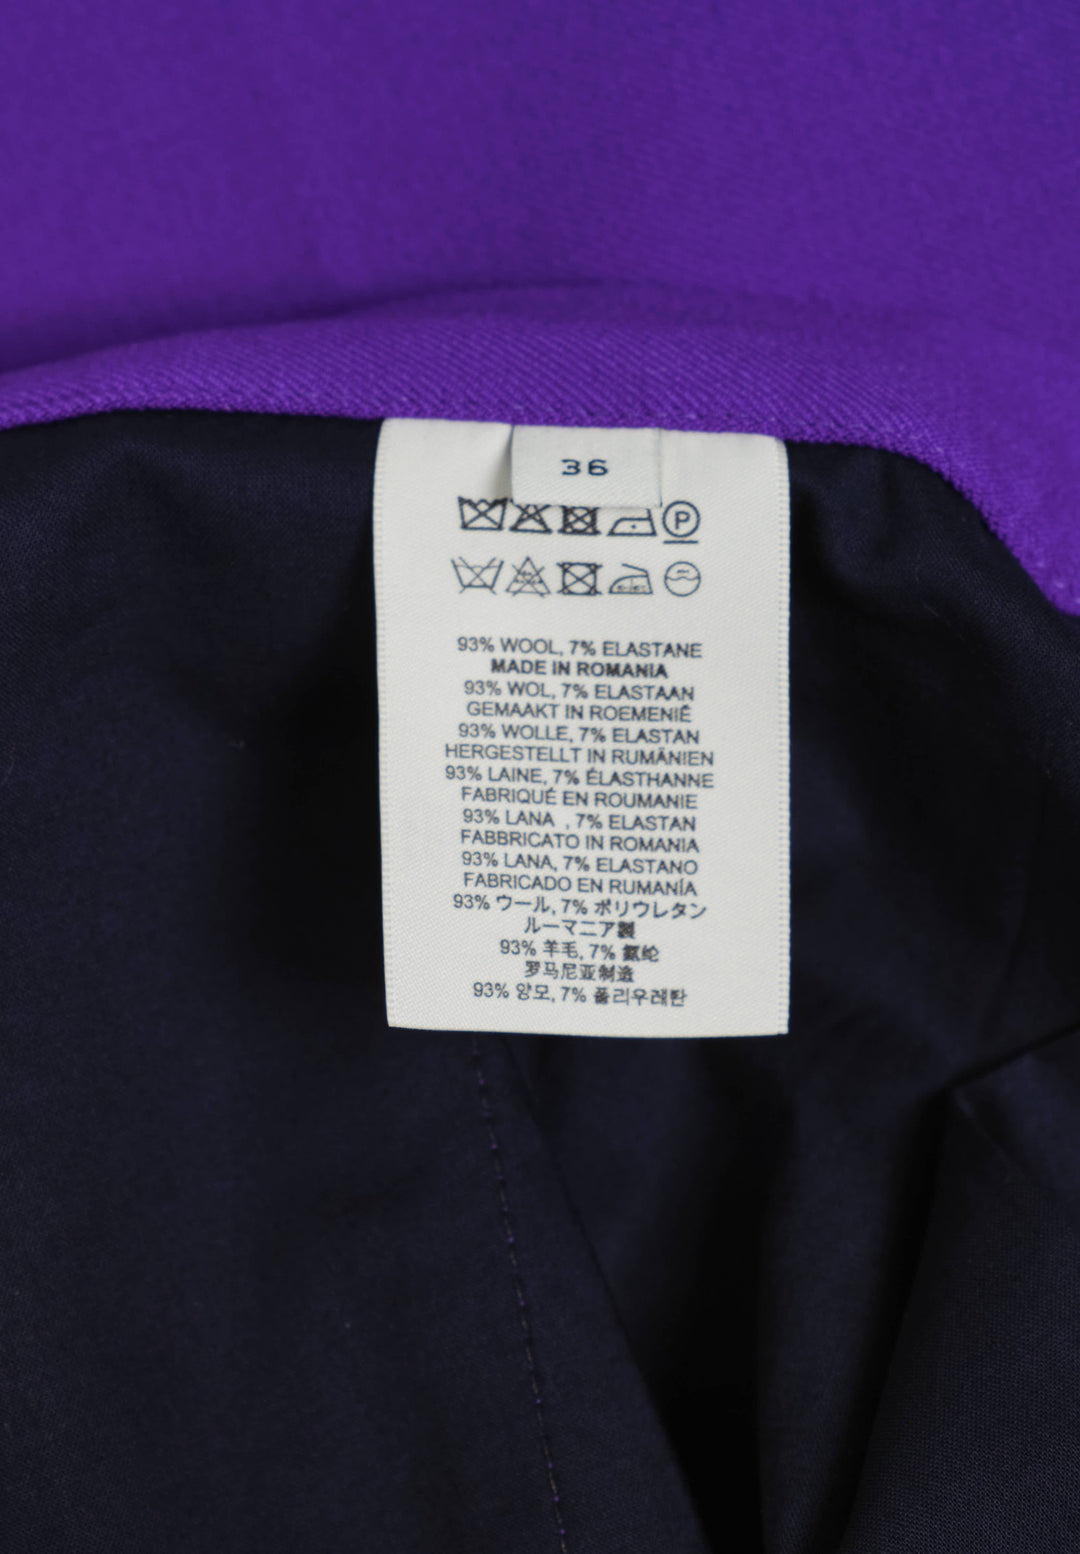 36
P
93% WOOL, 7% ELASTANE
MADE IN ROMANIA
93% WOL, 7% ELASTAAN
GEMAAKT IN ROEMENIË
93% WOLLE, 7% ELASTAN
HERGESTELLT IN RUMÄNIEN
93% LAINE, 7% ÉLASTHANNE
FABRIQUÉ EN ROUMANIE
93% LANA , 7% ELASTAN
FABBRICATO IN ROMANIA
93% LANA, 7% ELASTANO
FABRICADO EN RUMANÍA
93% ウール, 7% ポリウレタン
ルーマニア製
93% 羊毛, 7% 氨纶
罗马尼亚制造
93% 양모, 7% 폴리우레탄